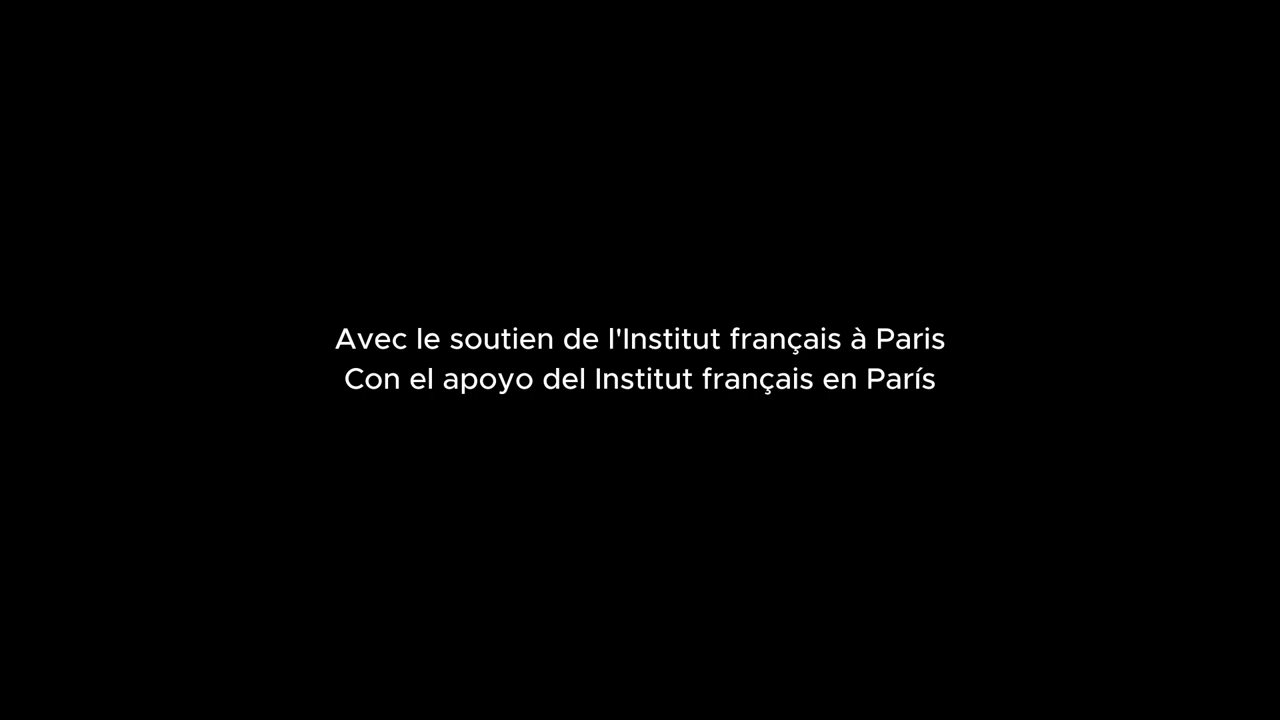 Avec le soutien de l'Institut français à Paris
Con el apoyo del Institut français en París